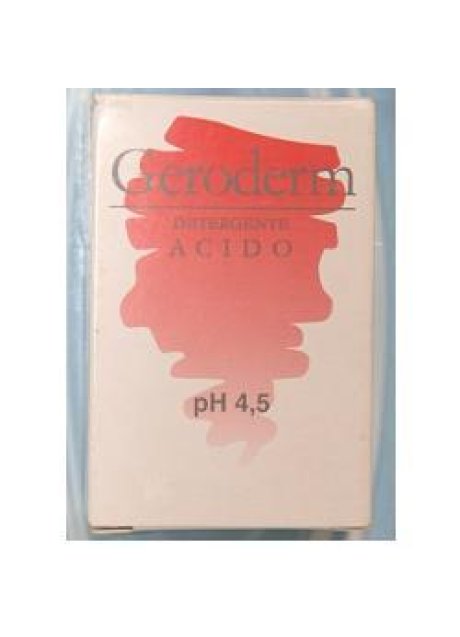 Geroderm
DETERGENTE
ACIDO
pH 4,5